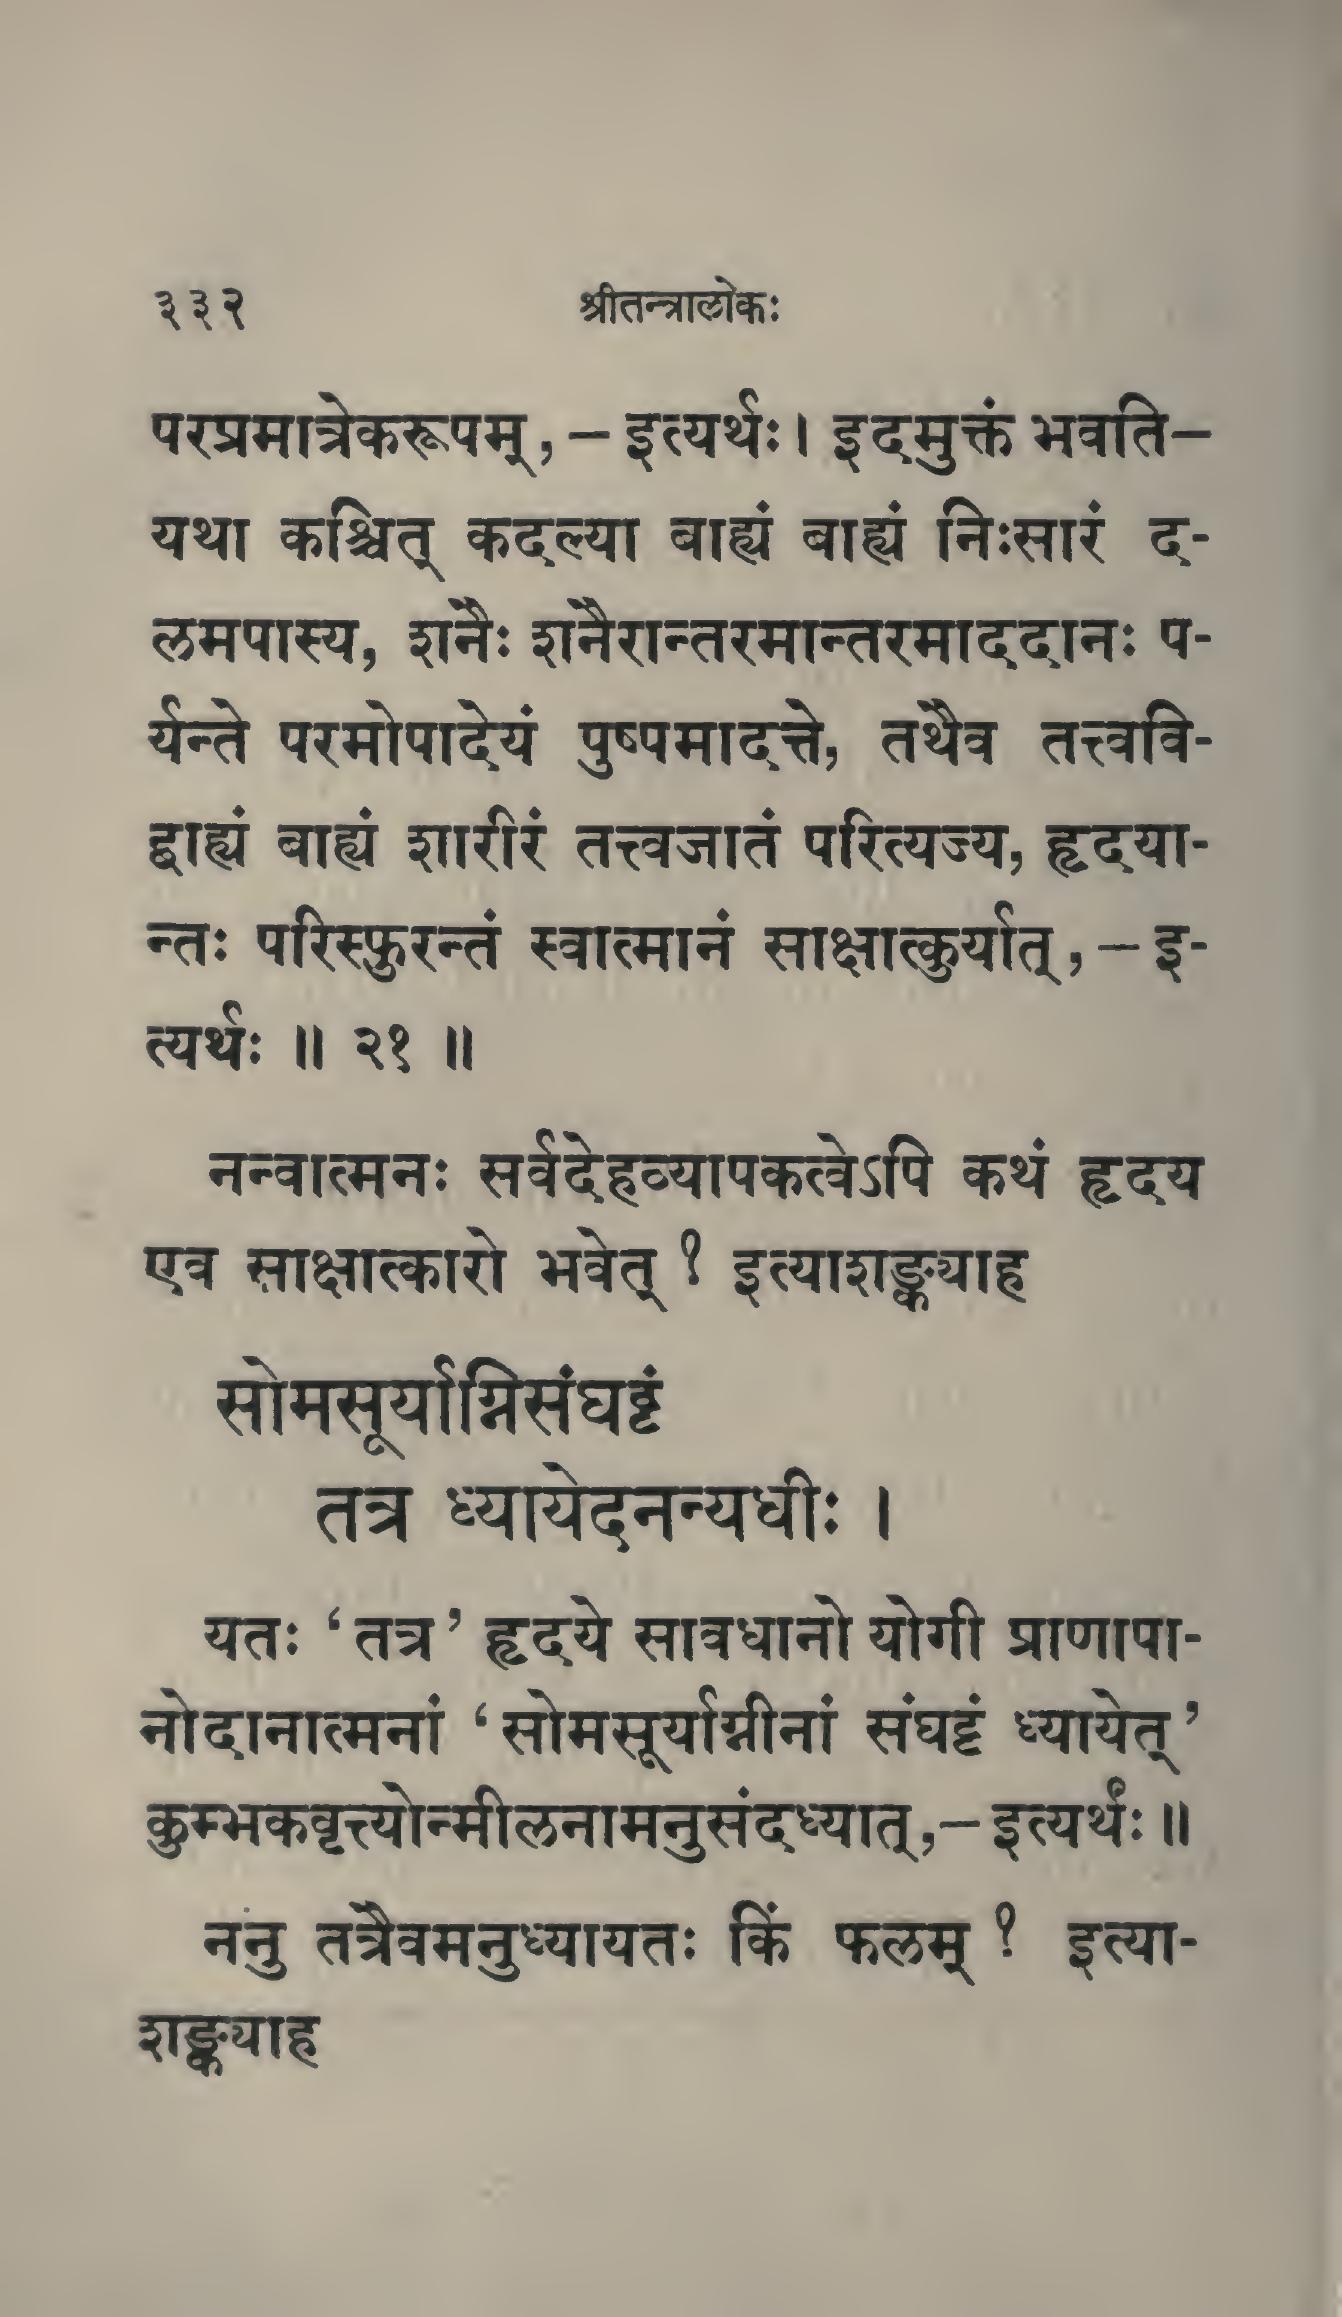 ३३२ श्रीतन्त्रालोकः
परप्रमात्रेकरूपम्,–इत्यर्थः। इदमुक्तं भवति–
यथा कश्चित् कदल्या बाह्यं बाह्यं निःसारं द-
लमपास्य, शनैः शनैरान्तरमान्तरमाददानः प-
र्यन्ते परमोपादेयं पुष्पमादत्ते, तथैव तत्त्ववि-
द्बाह्यं बाह्यं शारीरं तत्त्वजातं परित्यज्य, हृदया-
न्तः परिस्फुरन्तं स्वात्मानं साक्षात्कुर्यात्,–इ-
त्यर्थः ॥ २१ ॥
नन्वात्मनः सर्वदेहव्यापकत्वेऽपि कथं हृदय
एव साक्षात्कारो भवेत् ? इत्याशङ्क्याह
सोमसूर्याग्निसंघट्टं
तत्र ध्यायेदनन्यधीः ।
यतः ‘तत्र’ हृदये सावधानो योगी प्राणापा-
नोदानात्मनां ‘सोमसूर्याग्नीनां संघट्टं ध्यायेत्’
कुम्भकवृत्त्योन्मीलनामनुसंदध्यात्,–इत्यर्थः॥
ननु तत्रैवमनुध्यायतः किं फलम् ? इत्या-
शङ्क्याह